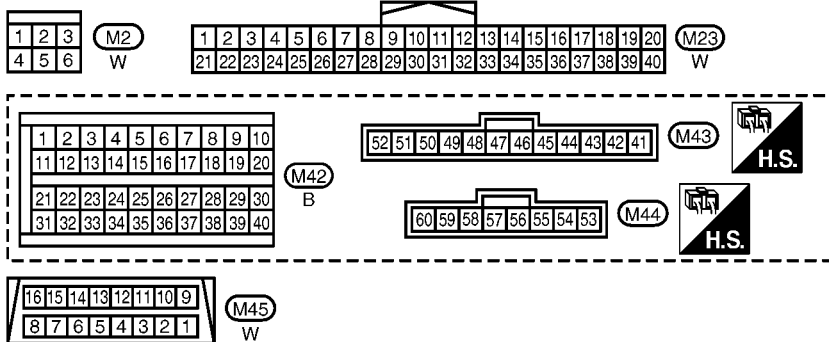 1 2 3
4 5 6
M2
W
1 2 3 4 5 6 7 8 9 10 11 12 13 14 15 16 17 18 19 20
21 22 23 24 25 26 27 28 29 30 31 32 33 34 35 36 37 38 39 40
M23
W
1 2 3 4 5 6 7 8 9 10
11 12 13 14 15 16 17 18 19 20
21 22 23 24 25 26 27 28 29 30
31 32 33 34 35 36 37 38 39 40
M42
B
52 51 50 49 48 47 46 45 44 43 42 41
M43
H.S.
60 59 58 57 56 55 54 53
M44
H.S.
16 15 14 13 12 11 10 9
8 7 6 5 4 3 2 1
M45
W